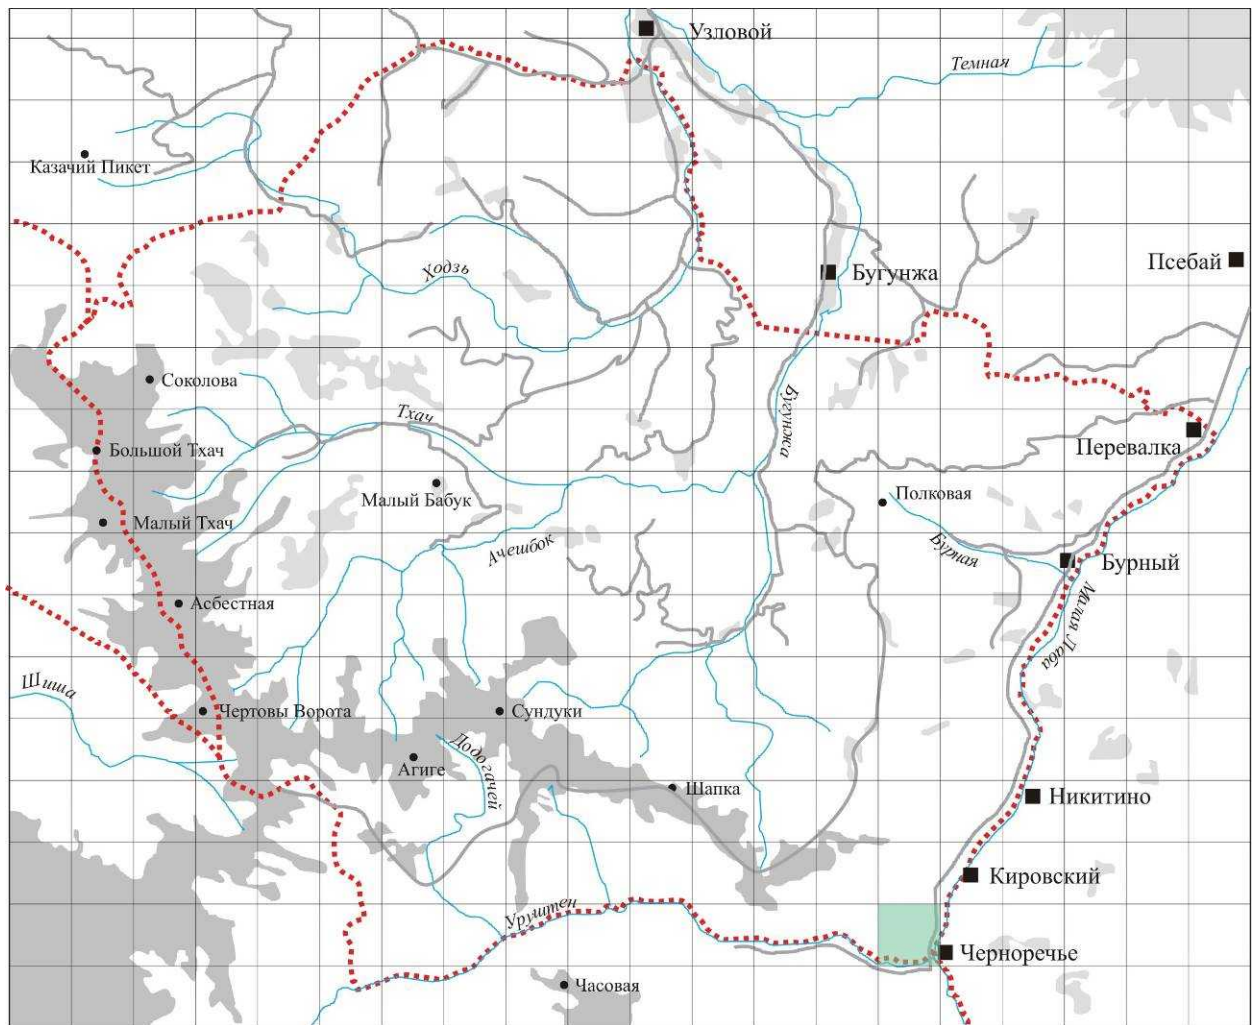 Узловой
Темная
Казачий Пикет
Псебай
Ходзь
Бугунжа
Соколова
Тхач
Бугунжа
Большой Тхач
Перевалка
Малый Бабук
Полковая
Малый Тхач
Ачешбок
Бурная
Бурный
Асбестная
Малая Лаба
Шиша
Чертовы Ворота
Сундуки
Додогачей
Агиге
Шапка
Никитино
Кировский
Уруштен
Черноречье
Часовая